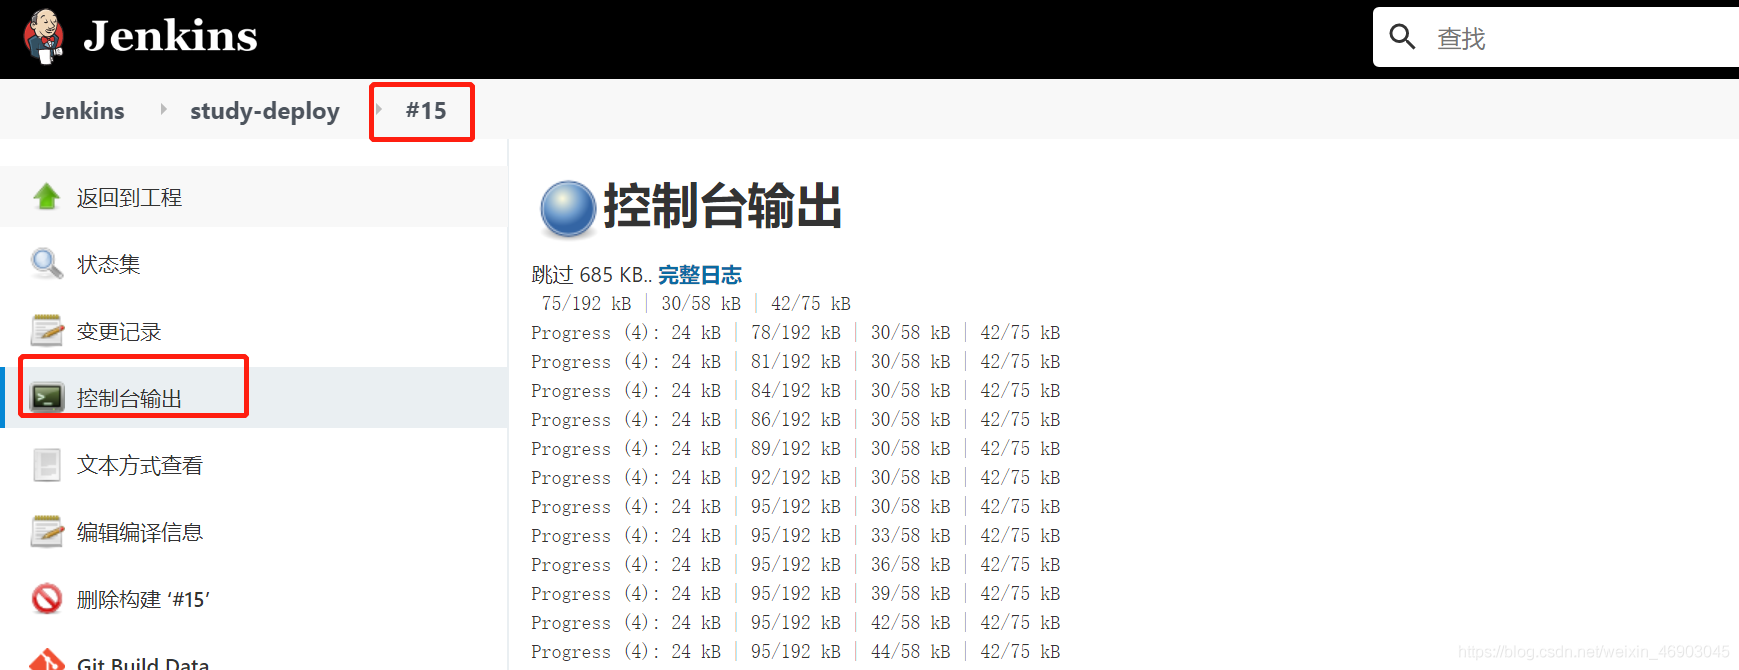 Jenkins
查找
Jenkins study-deploy #15
返回到工程
状态集
变更记录
控制台输出
文本方式查看
编辑编译信息
删除构建 ‘#15’
Git Build Data
控制台输出
跳过 685 KB.. 完整日志
75/192 kB | 30/58 kB | 42/75 kB
Progress (4): 24 kB | 78/192 kB | 30/58 kB | 42/75 kB
Progress (4): 24 kB | 81/192 kB | 30/58 kB | 42/75 kB
Progress (4): 24 kB | 84/192 kB | 30/58 kB | 42/75 kB
Progress (4): 24 kB | 86/192 kB | 30/58 kB | 42/75 kB
Progress (4): 24 kB | 89/192 kB | 30/58 kB | 42/75 kB
Progress (4): 24 kB | 92/192 kB | 30/58 kB | 42/75 kB
Progress (4): 24 kB | 95/192 kB | 30/58 kB | 42/75 kB
Progress (4): 24 kB | 95/192 kB | 33/58 kB | 42/75 kB
Progress (4): 24 kB | 95/192 kB | 36/58 kB | 42/75 kB
Progress (4): 24 kB | 95/192 kB | 39/58 kB | 42/75 kB
Progress (4): 24 kB | 95/192 kB | 42/58 kB | 42/75 kB
Progress (4): 24 kB | 95/192 kB | 44/58 kB | 42/75 kB
https://blog.csdn.net/weixin_46903045